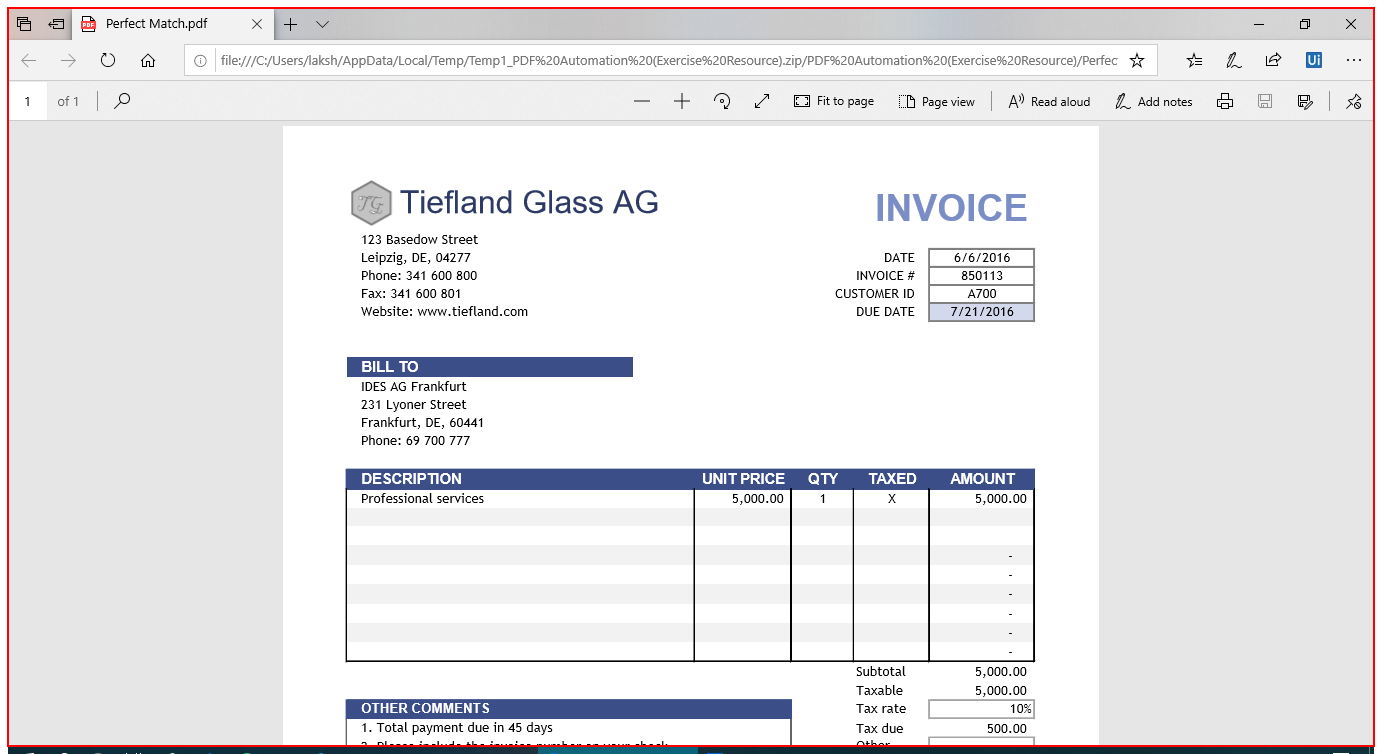 Perfect Match.pdf
file:///C:/Users/laksh/AppData/Local/Temp/Temp1_PDF%20Automation%20(Exercise%20Resource).zip/PDF%20Automation%20(Exercise%20Resource)/Perfec
Ui
1 of 1
Fit to page Page view Read aloud Add notes
TG Tiefland Glass AG
INVOICE
123 Basedow Street
Leipzig, DE, 04277
Phone: 341 600 800
Fax: 341 600 801
Website: www.tiefland.com
DATE 6/6/2016
INVOICE # 850113
CUSTOMER ID A700
DUE DATE 7/21/2016
BILL TO
IDES AG Frankfurt
231 Lyoner Street
Frankfurt, DE, 60441
Phone: 69 700 777
DESCRIPTION UNIT PRICE QTY TAXED AMOUNT
Professional services 5,000.00 1 X 5,000.00
-
-
-
-
-
-
Subtotal 5,000.00
Taxable 5,000.00
Tax rate 10%
Tax due 500.00
Other
OTHER COMMENTS
1. Total payment due in 45 days
2. Please include the invoice number on your check